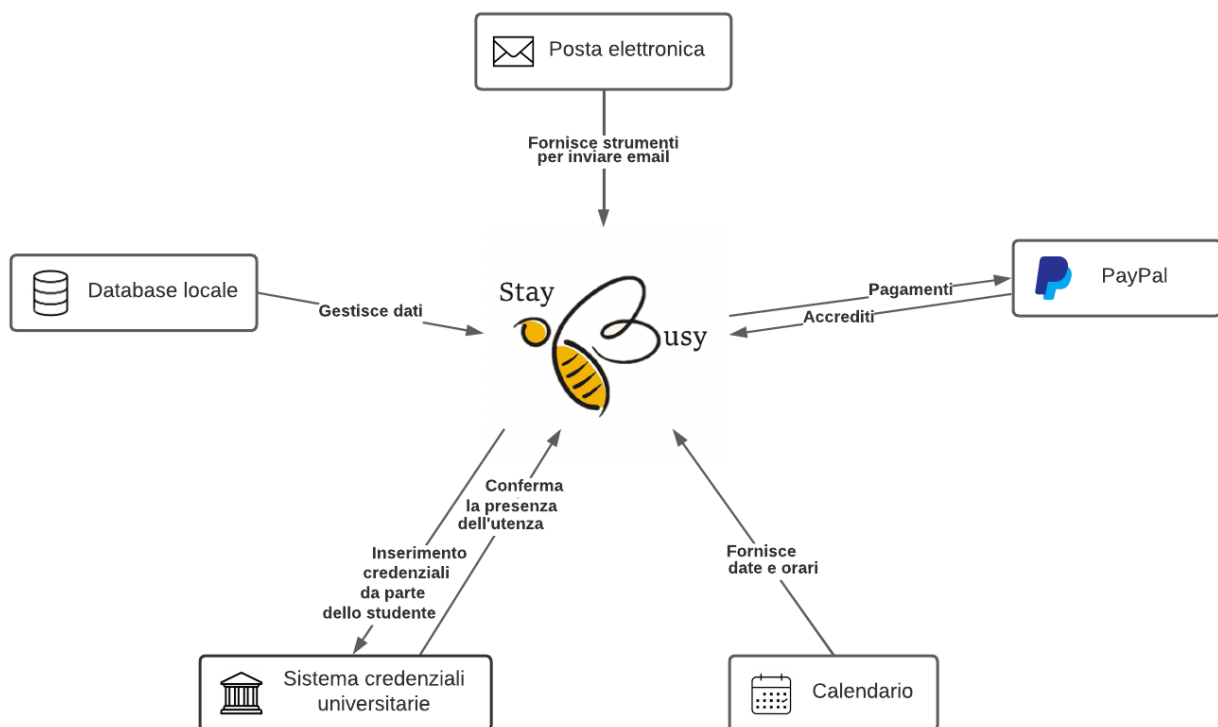 Posta elettronica
Fornisce strumenti
per inviare email
Database locale
Gestisce dati
Stay
usy
Pagamenti
Accrediti
PayPal
Conferma
la presenza
dell'utenza
Inserimento
credenziali
da parte
dello studente
Fornisce
date e orari
Sistema credenziali
universitarie
Calendario